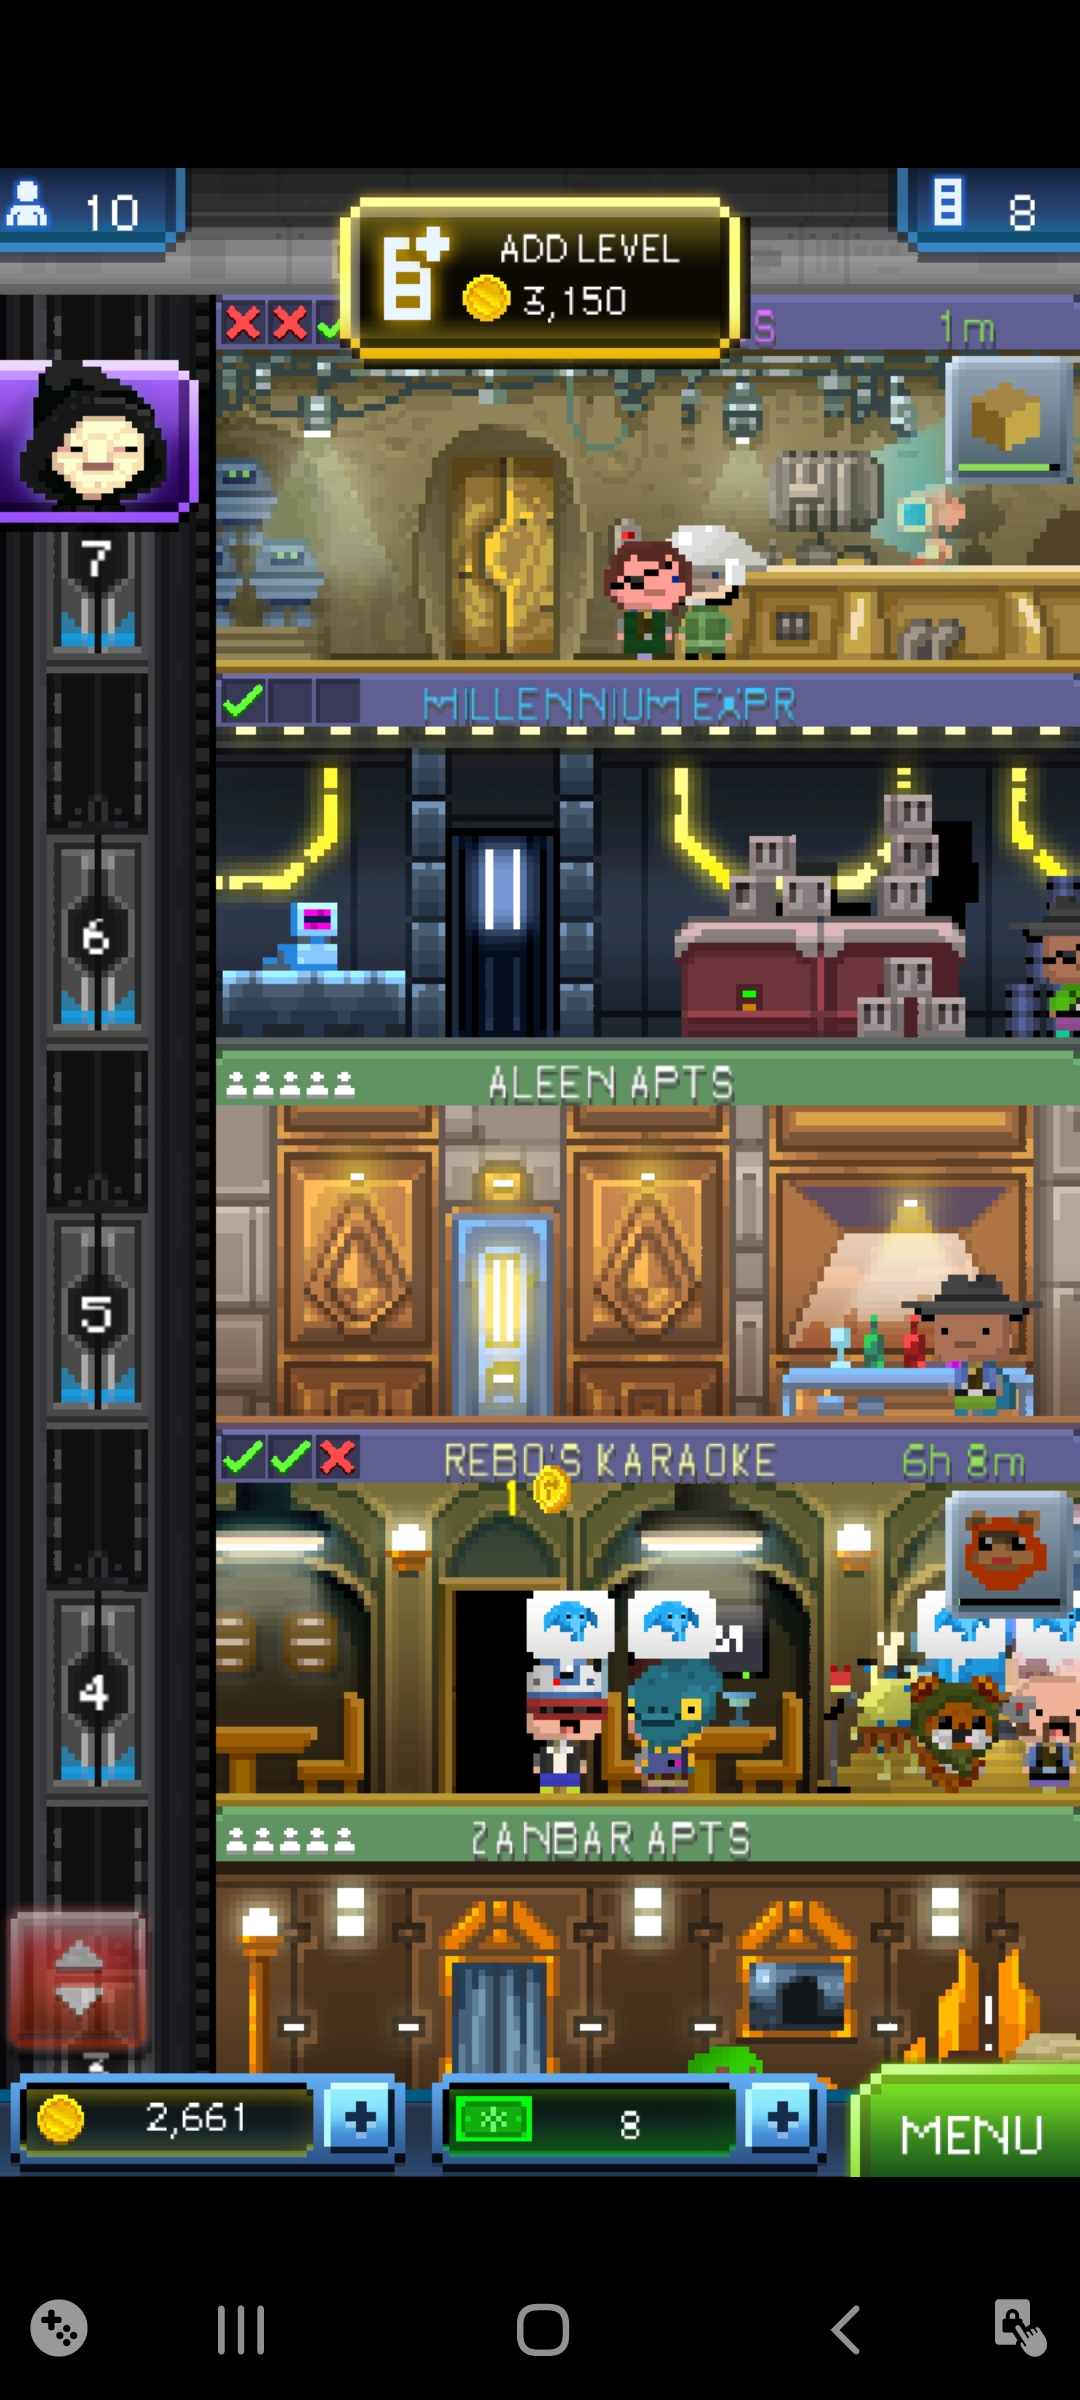 10
8
ADD LEVEL
3,150
S
1m
7
MILLENNIUM EXPR
6
ALEEN APTS
5
REBO'S KARAOKE
6h 8m
1
4
ZANBAR APTS
2,661
8
MENU